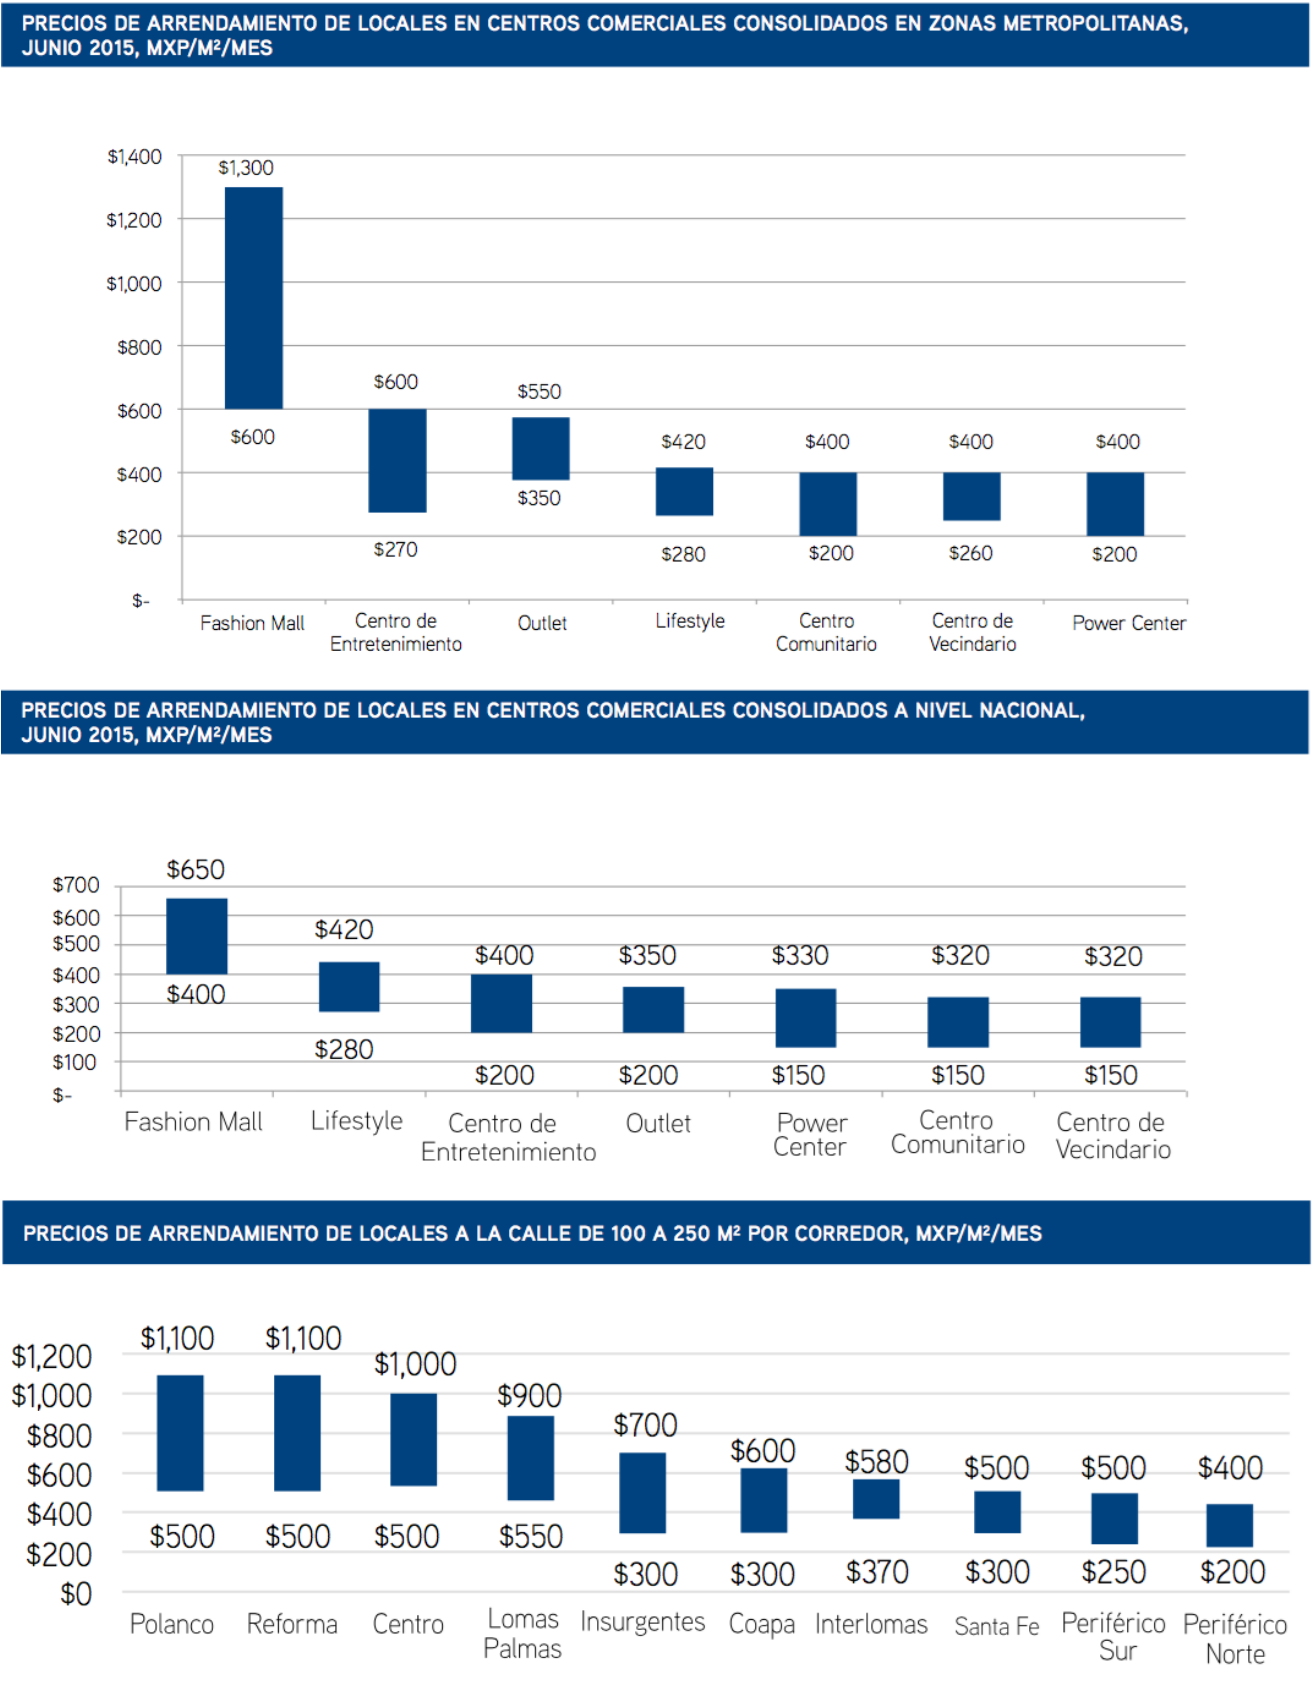 PRECIOS DE ARRENDAMIENTO DE LOCALES EN CENTROS COMERCIALES CONSOLIDADOS EN ZONAS METROPOLITANAS,
JUNIO 2015, MXP/M²/MES
$1,400
$1,200
$1,000
$800
$600
$400
$200
$-
$1,300
$600
$600
$270
$550
$350
$420
$280
$400
$200
$400
$260
$400
$200
Fashion Mall
Centro de
Entretenimiento
Outlet
Lifestyle
Centro
Comunitario
Centro de
Vecindario
Power Center
PRECIOS DE ARRENDAMIENTO DE LOCALES EN CENTROS COMERCIALES CONSOLIDADOS A NIVEL NACIONAL,
JUNIO 2015, MXP/M²/MES
$700
$600
$500
$400
$300
$200
$100
$-
$650
$400
$420
$280
$400
$200
$350
$200
$330
$150
$320
$150
$320
$150
Fashion Mall
Lifestyle
Centro de
Entretenimiento
Outlet
Power
Center
Centro
Comunitario
Centro de
Vecindario
PRECIOS DE ARRENDAMIENTO DE LOCALES A LA CALLE DE 100 A 250 M² POR CORREDOR, MXP/M²/MES
$1,200
$1,000
$800
$600
$400
$200
$0
$1,100
$500
$1,100
$500
$1,000
$500
$900
$550
$700
$300
$600
$300
$580
$370
$500
$300
$500
$250
$400
$200
Polanco
Reforma
Centro
Lomas
Palmas
Insurgentes
Coapa
Interlomas
Santa Fe
Periférico
Sur
Periférico
Norte